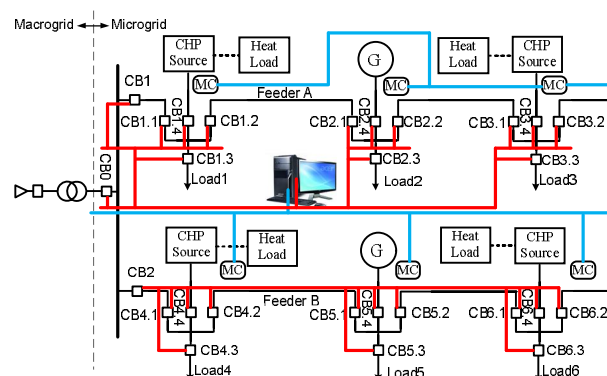 Macrogrid
Microgrid
CHP
Source
Heat
Load
G
Heat
Load
CHP
Source
MC
MC
MC
CB1
Feeder A
CB1.1
CB1.4
CB1.2
CB2.1
CB2.4
CB2.2
CB3.1
CB3.4
CB3.2
CB1.3
CB2.3
CB3.3
CB0
Load1
Load2
Load3
CHP
Source
Heat
Load
G
Heat
Load
CHP
Source
MC
MC
MC
CB2
Feeder B
CB4.1
CB4.4
CB4.2
CB5.1
CB5.4
CB5.2
CB6.1
CB6.4
CB6.2
CB4.3
CB5.3
CB6.3
Load4
Load5
Load6